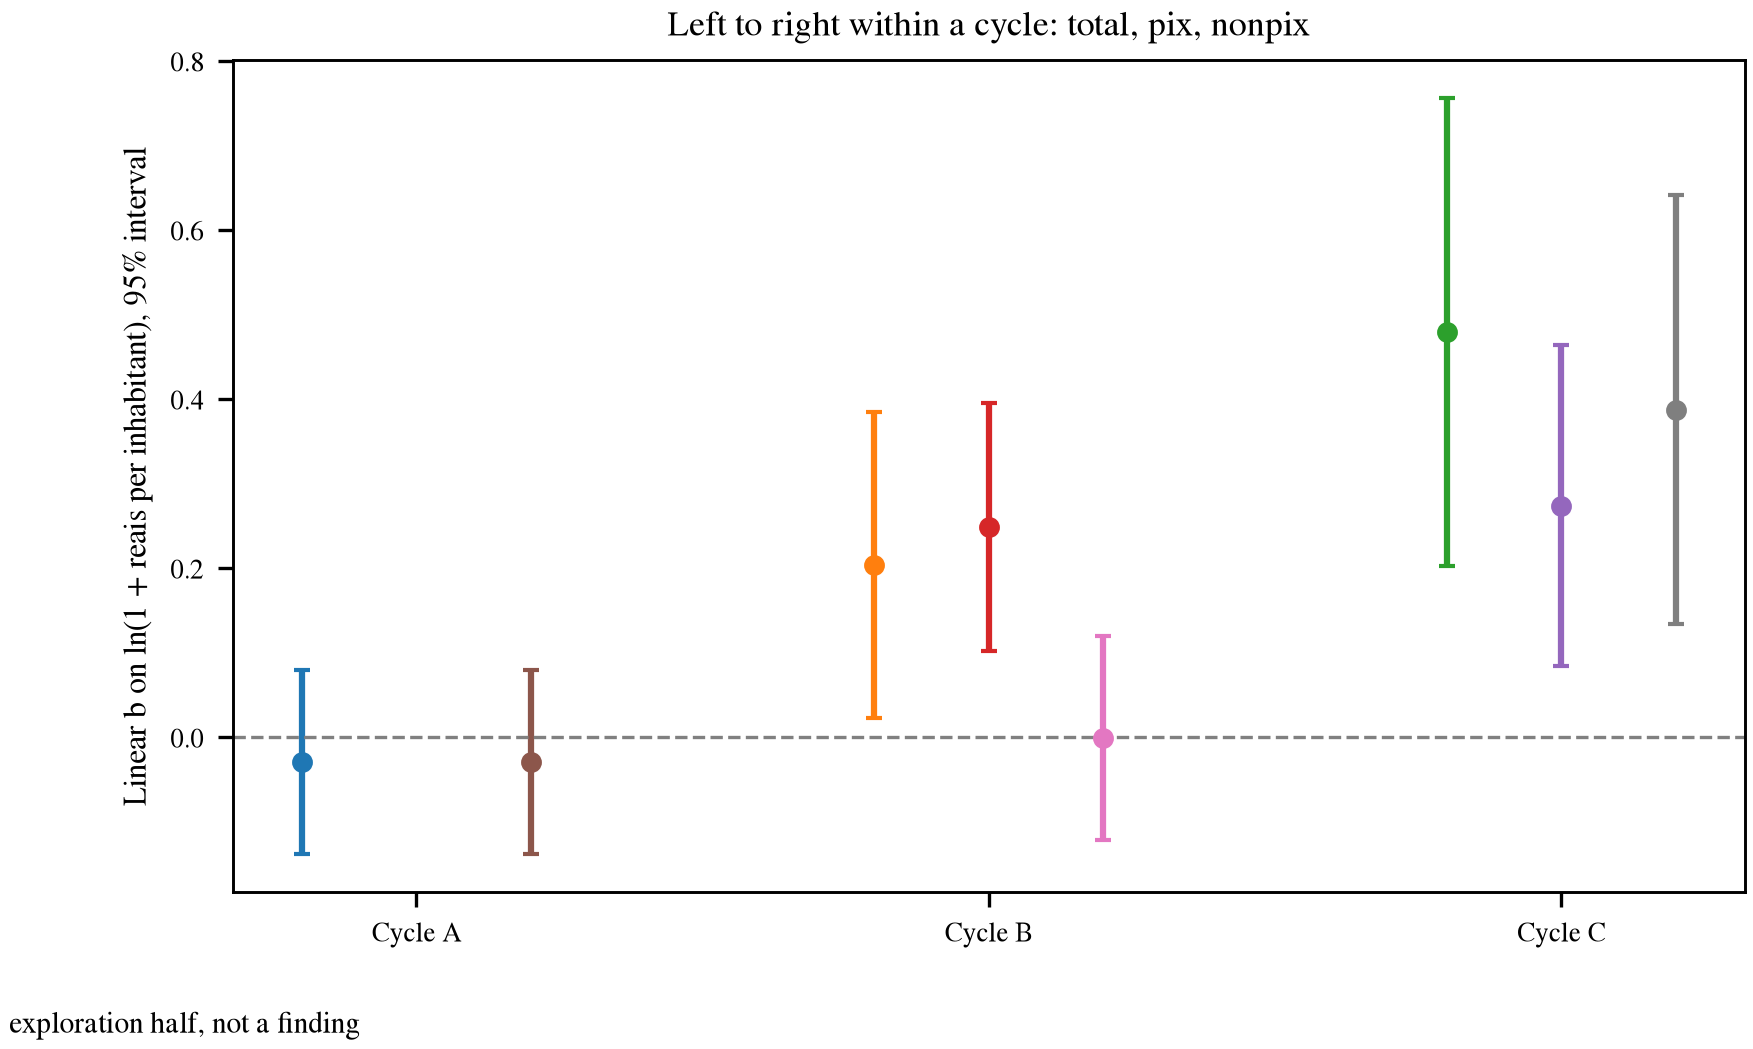 Left to right within a cycle: total, pix, nonpix
Linear b on ln(1 + reais per inhabitant), 95% interval
0.8
0.6
0.4
0.2
0.0
Cycle A
Cycle B
Cycle C
exploration half, not a finding